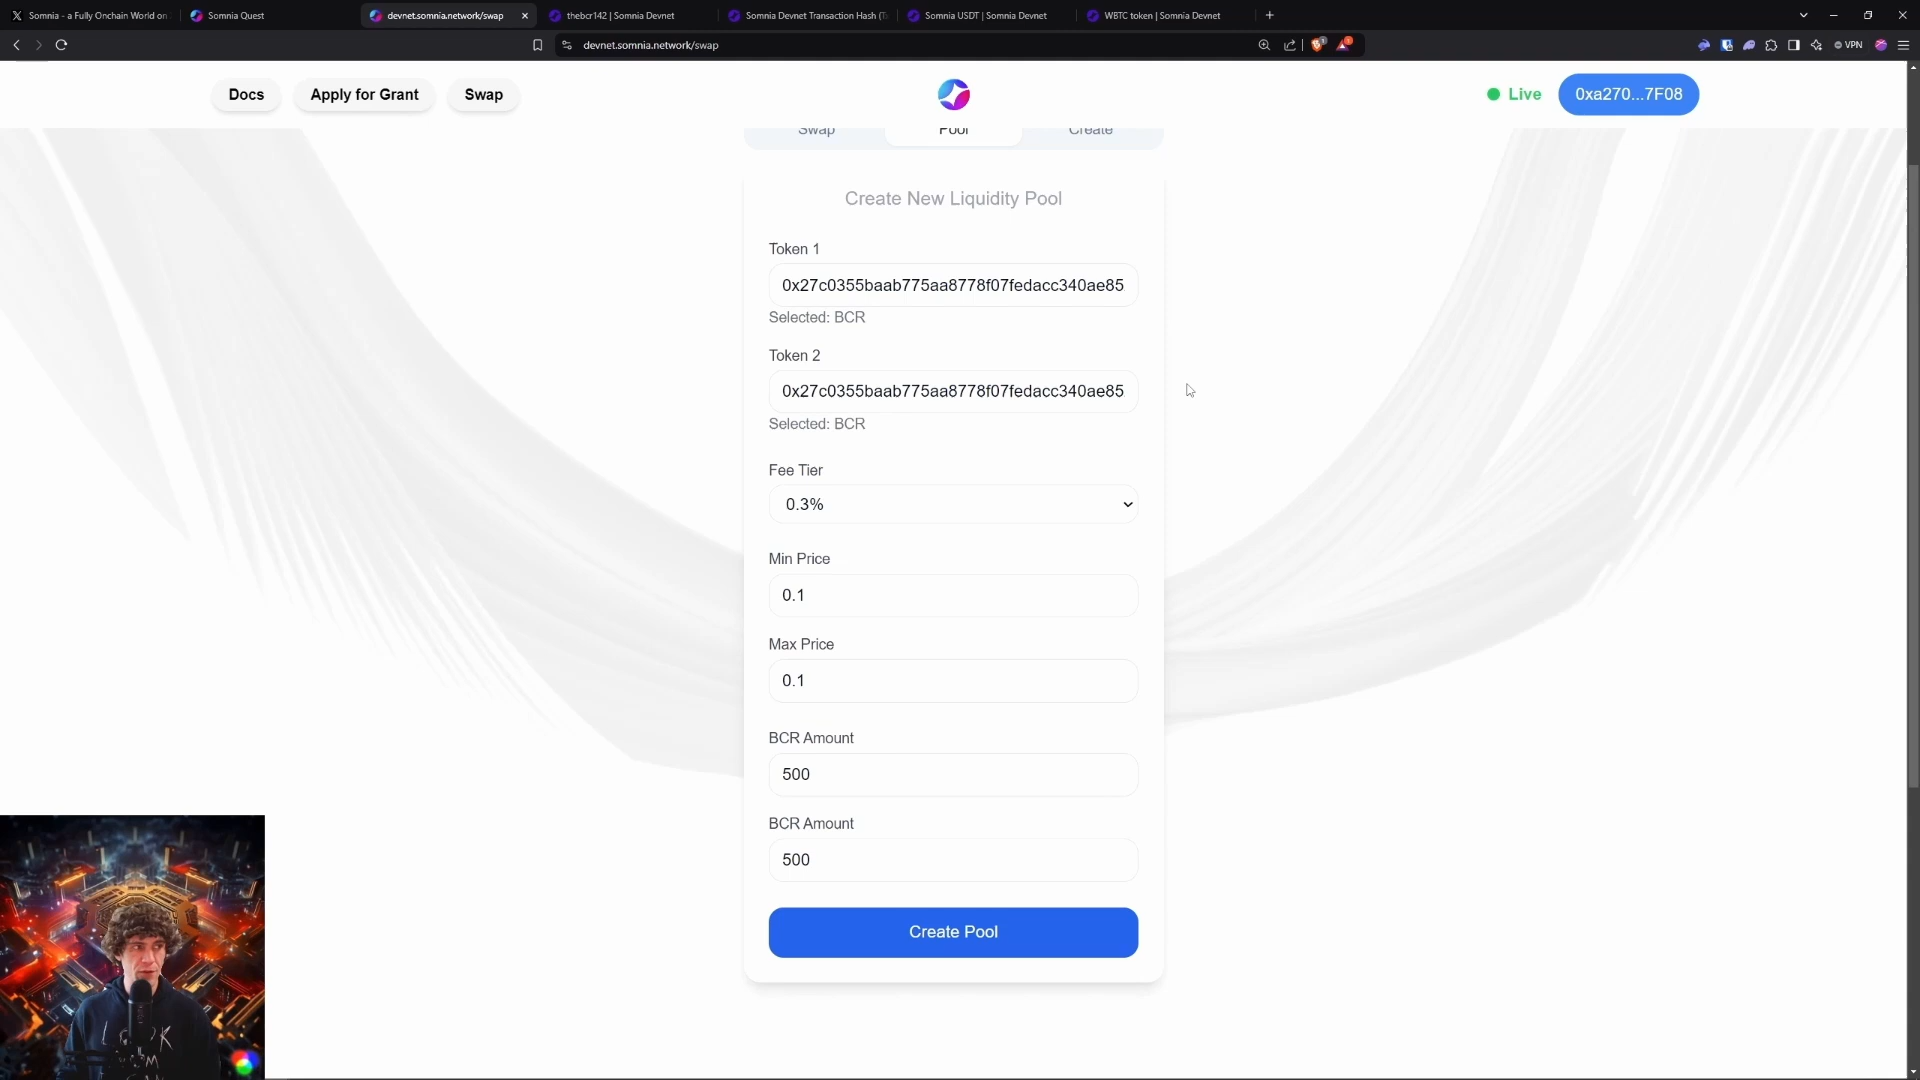 Somnia - a Fully Onchain World on
Somnia Quest
devnet.somnia.network/swap
thebcr142 | Somnia Devnet
Somnia Devnet Transaction Hash (T
Somnia USDT | Somnia Devnet
WBTC token | Somnia Devnet
devnet.somnia.network/swap
VPN
Docs
Apply for Grant
Swap
Live
0xa270...7F08
Swap
Pool
Create
Create New Liquidity Pool
Token 1
0x27c0355baab775aa8778f07fedacc340ae85
Selected: BCR
Token 2
0x27c0355baab775aa8778f07fedacc340ae85
Selected: BCR
Fee Tier
0.3%
Min Price
0.1
Max Price
0.1
BCR Amount
500
BCR Amount
500
Create Pool